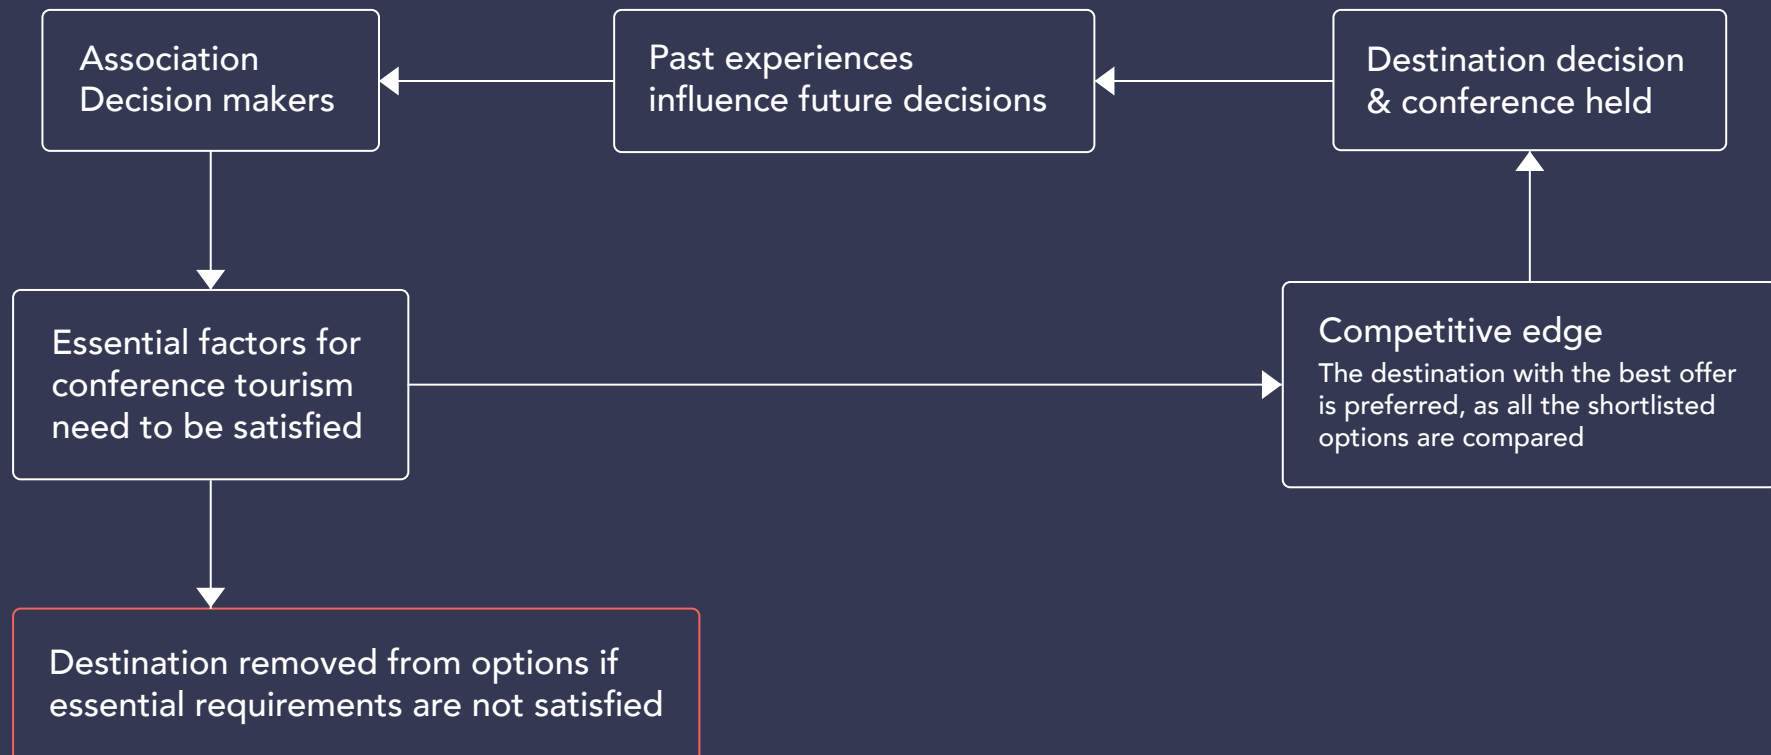 Association
Decision makers
Past experiences
influence future decisions
Destination decision
& conference held
Essential factors for
conference tourism
need to be satisfied
Competitive edge
The destination with the best offer
is preferred, as all the shortlisted
options are compared
Destination removed from options if
essential requirements are not satisfied